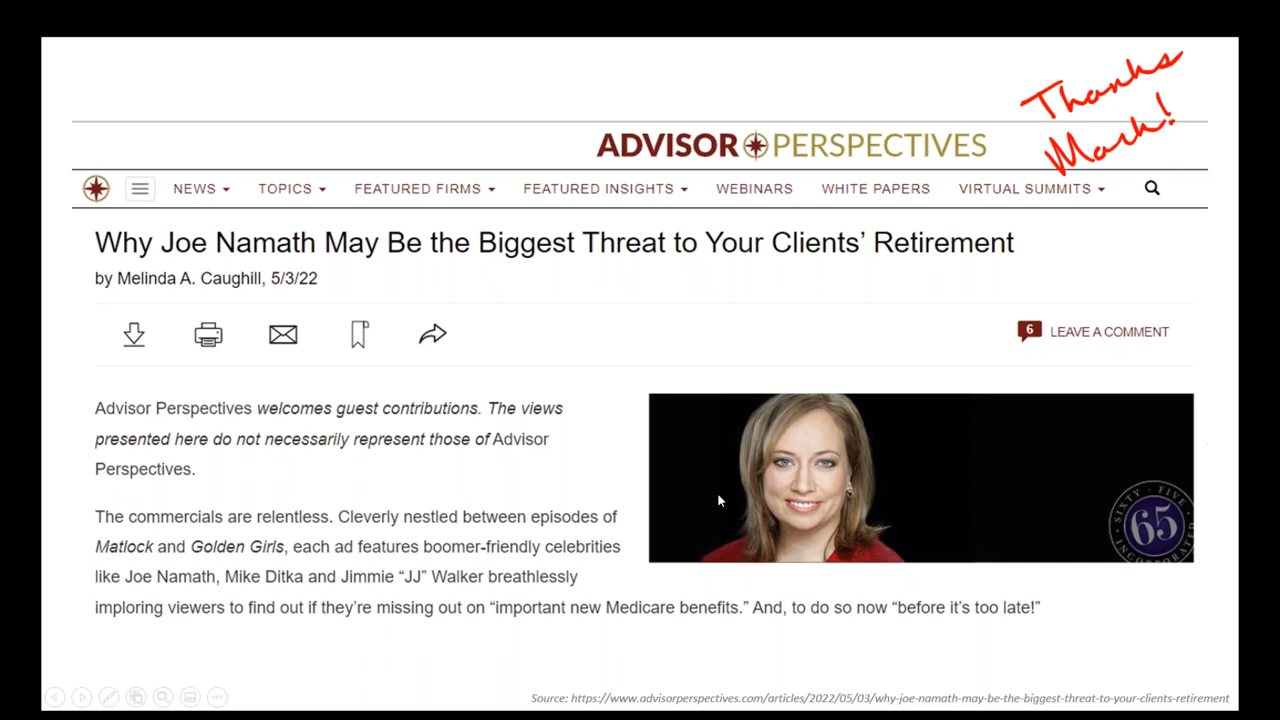 Thanks
Mark!
ADVISOR PERSPECTIVES
NEWS TOPICS FEATURED FIRMS FEATURED INSIGHTS WEBINARS WHITE PAPERS VIRTUAL SUMMITS
Why Joe Namath May Be the Biggest Threat to Your Clients’ Retirement
by Melinda A. Caughill, 5/3/22
6 LEAVE A COMMENT
Advisor Perspectives welcomes guest contributions. The views
presented here do not necessarily represent those of Advisor
Perspectives.
SIXTY-FIVE
65
INCORPORATED
The commercials are relentless. Cleverly nestled between episodes of
Matlock and Golden Girls, each ad features boomer-friendly celebrities
like Joe Namath, Mike Ditka and Jimmie “JJ” Walker breathlessly
imploring viewers to find out if they’re missing out on “important new Medicare benefits.” And, to do so now “before it’s too late!”
Source: https://www.advisorperspectives.com/articles/2022/05/03/why-joe-namath-may-be-the-biggest-threat-to-your-clients-retirement